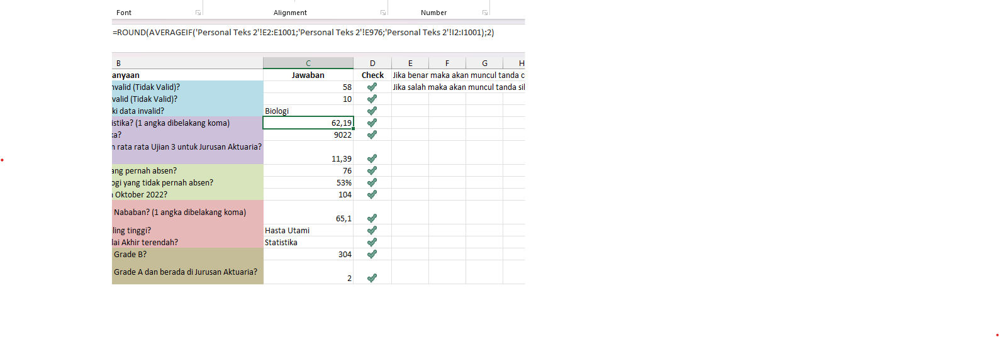 Font Alignment Number
=ROUND(AVERAGEIF('Personal Teks 2'!E2:E1001;'Personal Teks 2'!E976;'Personal Teks 2'!I2:I1001);2)
B C D E F G H
anyaan Jawaban Check Jika benar maka akan muncul tanda c
nvalid (Tidak Valid)? 58 Jika salah maka akan muncul tanda sil
valid (Tidak Valid)? 10
ki data invalid? Biologi
istika? (1 angka dibelakang koma) 62,19
ka? 9022
n rata rata Ujian 3 untuk Jurusan Aktuaria?
11,39
ang pernah absen? 76
ogi yang tidak pernah absen? 53%
n Oktober 2022? 104
Nababan? (1 angka dibelakang koma)
65,1
ling tinggi? Hasta Utami
lai Akhir terendah? Statistika
Grade B? 304
Grade A dan berada di Jurusan Aktuaria?
2